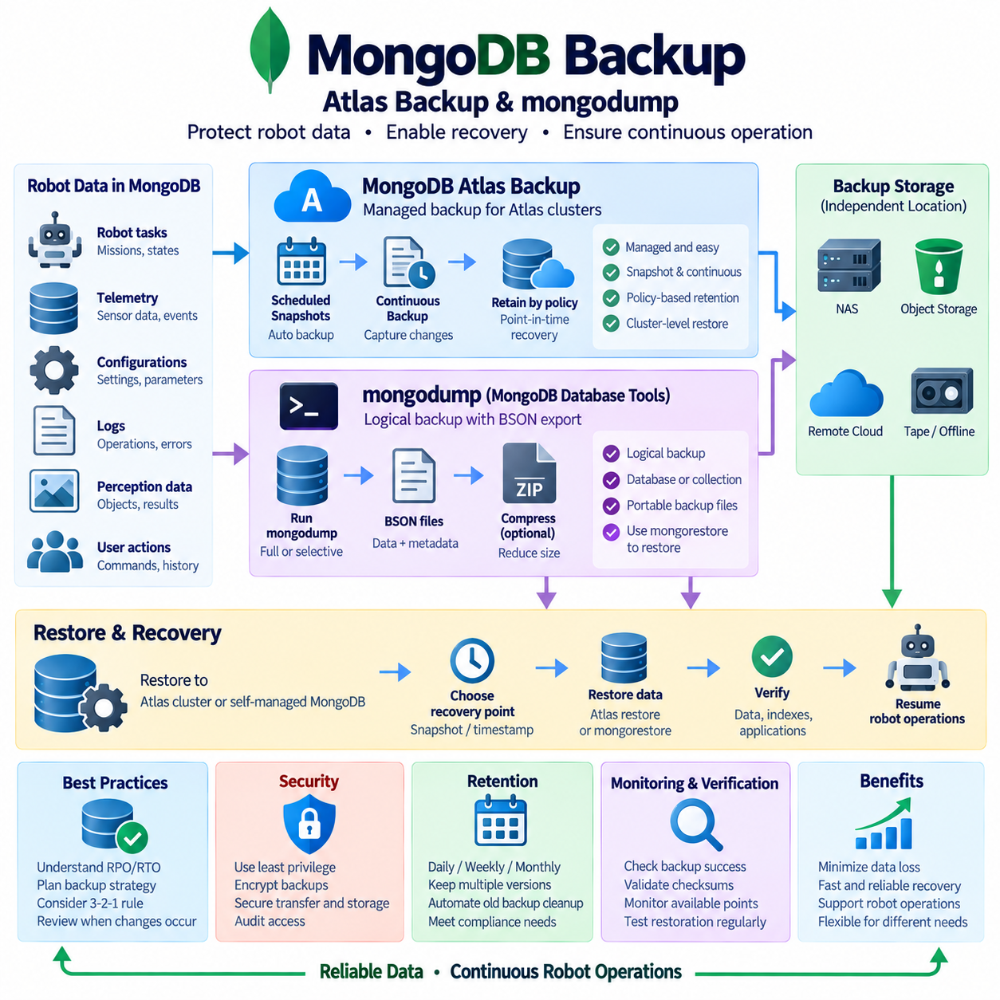 MongoDB Backup
Atlas Backup & mongodump
Protect robot data • Enable recovery • Ensure continuous operation
Robot Data in MongoDB
Robot tasks
Missions, states
Telemetry
Sensor data, events
Configurations
Settings, parameters
Logs
Operations, errors
Perception data
Objects, results
User actions
Commands, history
A
MongoDB Atlas Backup
Managed backup for Atlas clusters
Scheduled
Snapshots
Auto backup
Continuous
Backup
Capture changes
Retain by policy
Point-in-time
recovery
Managed and easy
Snapshot & continuous
Policy-based retention
Cluster-level restore
>_
mongodump (MongoDB Database Tools)
Logical backup with BSON export
Run
mongodump
Full or selective
BSON files
Data + metadata
ZIP
Compress
(optional)
Reduce size
Logical backup
Database or collection
Portable backup files
Use mongorestore
to restore
Backup Storage
(Independent Location)
NAS
Object Storage
Remote Cloud
Tape / Offline
Restore & Recovery
Restore to
Atlas cluster or self-managed MongoDB
Choose
recovery point
Snapshot / timestamp
Restore data
Atlas restore
or mongorestore
Verify
Data, indexes,
applications
Resume
robot operations
Best Practices
Understand RPO/RTO
Plan backup strategy
Consider 3-2-1 rule
Review when changes occur
Security
Use least privilege
Encrypt backups
Secure transfer and storage
Audit access
Retention
Daily / Weekly / Monthly
Keep multiple versions
Automate old backup cleanup
Meet compliance needs
Monitoring & Verification
Check backup success
Validate checksums
Monitor available points
Test restoration regularly
Benefits
Minimize data loss
Fast and reliable recovery
Support robot operations
Flexible for different needs
Reliable Data • Continuous Robot Operations